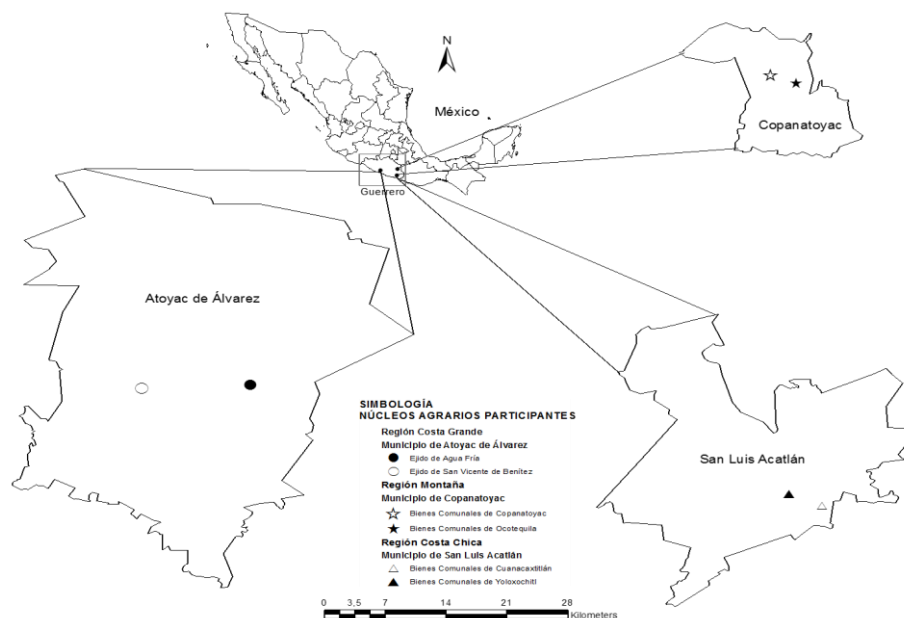 N
México
Copanatoyac
Guerrero
Atoyac de Álvarez
San Luis Acatlán
SIMBOLOGÍA
NÚCLEOS AGRARIOS PARTICIPANTES
Región Costa Grande
Municipio de Atoyac de Álvarez
Ejido de Agua Fría
Ejido de San Vicente de Benítez
Región Montaña
Municipio de Copanatoyac
Bienes Comunales de Copanatoyac
Bienes Comunales de Ocotequila
Región Costa Chica
Municipio de San Luis Acatlán
Bienes Comunales de Cuanacaxtitlán
Bienes Comunales de Yoloxochitl
0 3.5 7 14 21 28
Kilometers